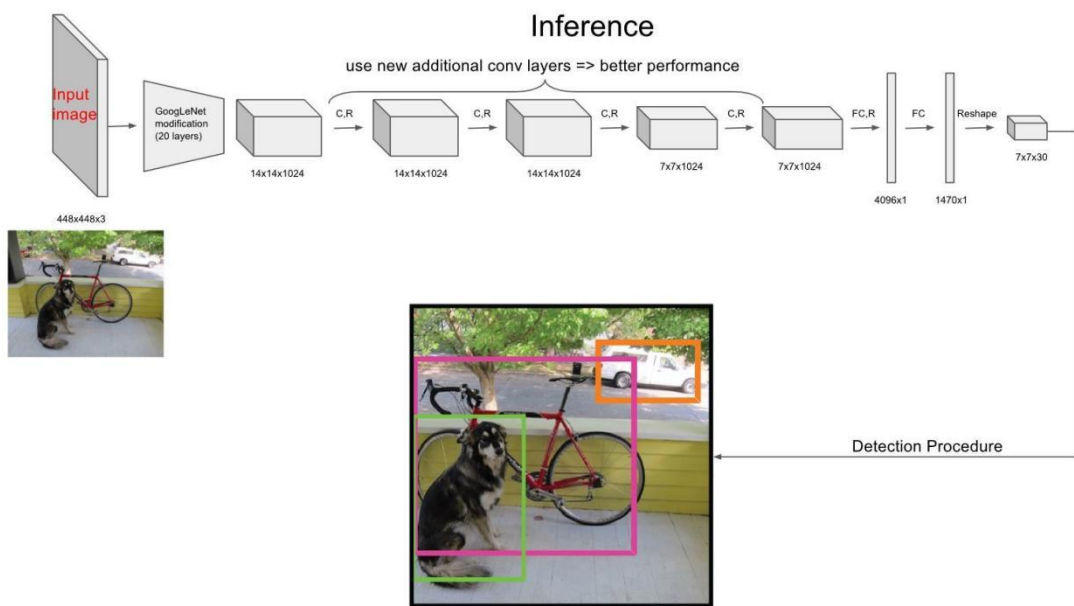 Inference
use new additional conv layers => better performance
Input
image
GoogLeNet
modification
(20 layers)
C,R
C,R
C,R
C,R
FC,R
FC
Reshape
14x14x1024
14x14x1024
14x14x1024
7x7x1024
7x7x1024
7x7x30
4096x1
1470x1
448x448x3
Detection Procedure